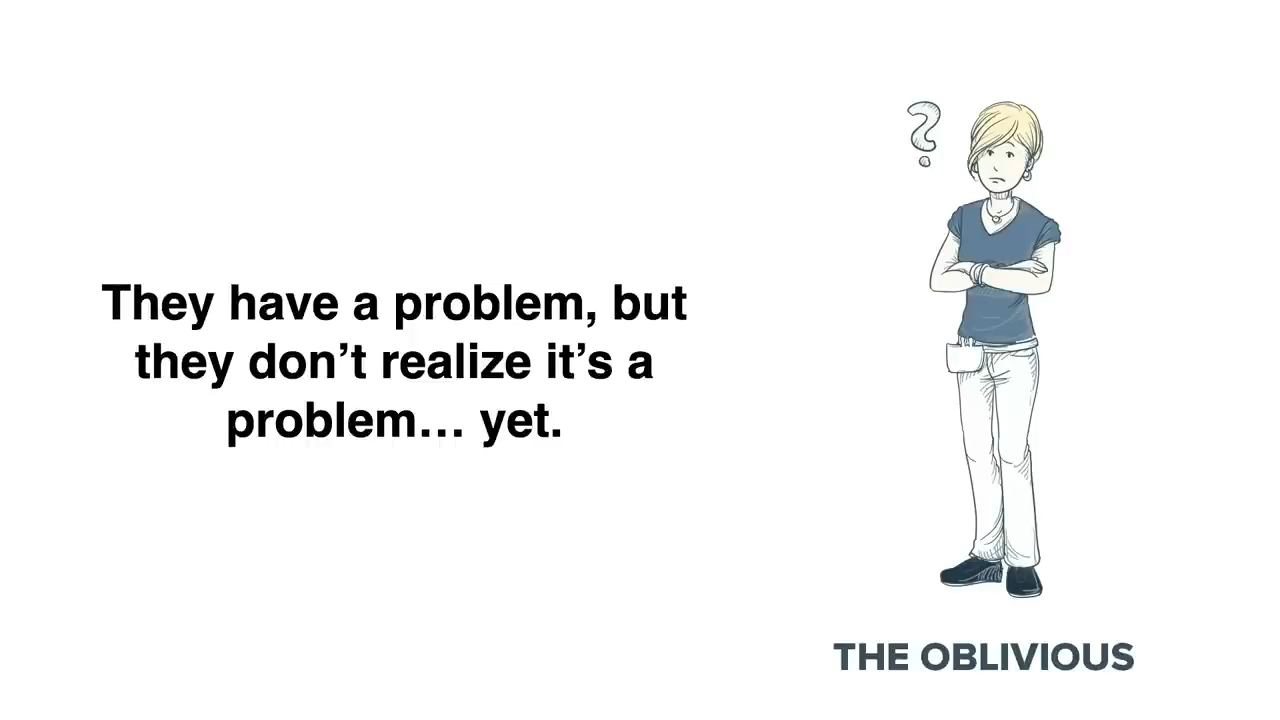 They have a problem, but
they don’t realize it’s a
problem… yet.
?
THE OBLIVIOUS